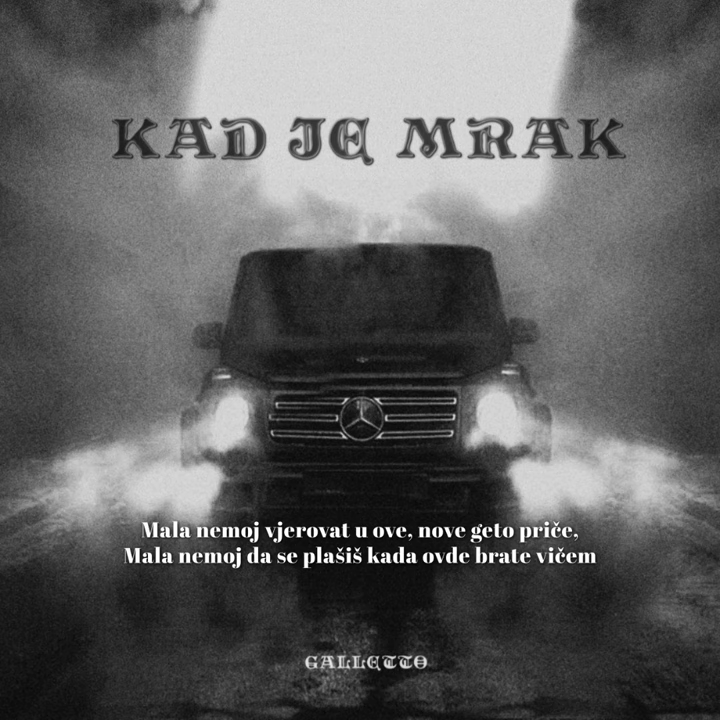 KAD JE MRAK
Mala nemoj vjerovat u ove, nove geto priče,
Mala nemoj da se plašiš kada ovde brate vičem
GALLETTO